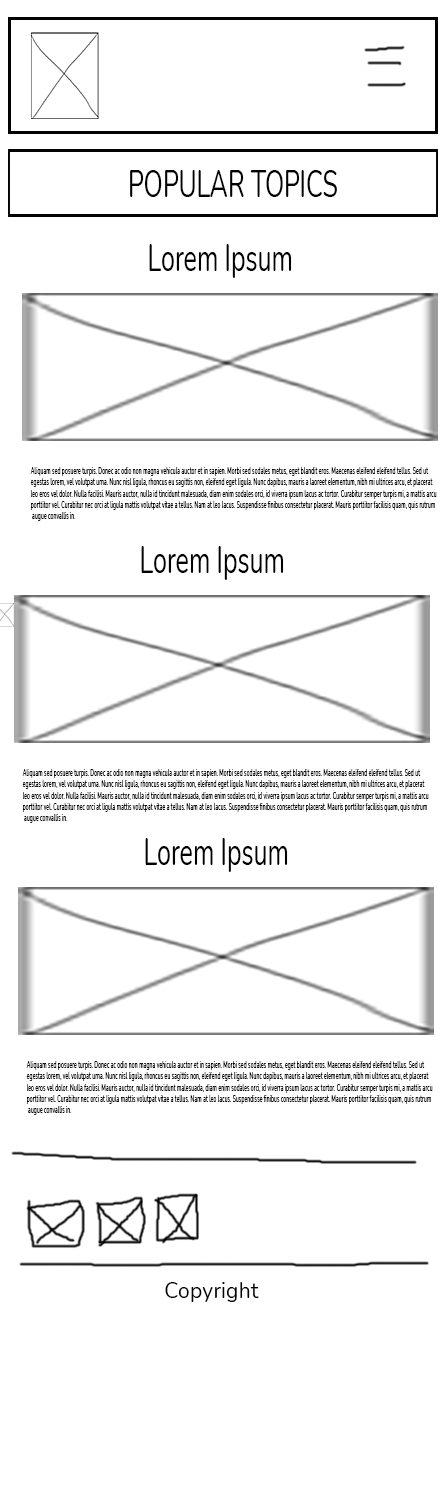 POPULAR TOPICS
Lorem Ipsum
Aliquam sed posuere turpis. Donec ac odio non magna vehicula auctor et in sapien. Morbi sed sodales metus, eget blandit eros. Maecenas eleifend eleifend tellus. Sed ut
egestas lorem, vel volutpat urna. Nunc nisl ligula, rhoncus eu sagittis non, eleifend eget ligula. Nunc dapibus, mauris a laoreet elementum, nibh mi ultrices arcu, et placerat
leo eros vel dolor. Nulla facilisi. Mauris auctor, nulla id tincidunt malesuada, diam enim sodales orci, id viverra ipsum lacus ac tortor. Curabitur semper turpis mi, a mattis arcu
porttitor vel. Curabitur nec orci at ligula mattis volutpat vitae a tellus. Nam at leo lacus. Suspendisse finibus consectetur placerat. Mauris porttitor facilisis quam, quis rutrum
augue convallis in.
Lorem Ipsum
Aliquam sed posuere turpis. Donec ac odio non magna vehicula auctor et in sapien. Morbi sed sodales metus, eget blandit eros. Maecenas eleifend eleifend tellus. Sed ut
egestas lorem, vel volutpat urna. Nunc nisl ligula, rhoncus eu sagittis non, eleifend eget ligula. Nunc dapibus, mauris a laoreet elementum, nibh mi ultrices arcu, et placerat
leo eros vel dolor. Nulla facilisi. Mauris auctor, nulla id tincidunt malesuada, diam enim sodales orci, id viverra ipsum lacus ac tortor. Curabitur semper turpis mi, a mattis arcu
porttitor vel. Curabitur nec orci at ligula mattis volutpat vitae a tellus. Nam at leo lacus. Suspendisse finibus consectetur placerat. Mauris porttitor facilisis quam, quis rutrum
augue convallis in.
Lorem Ipsum
Aliquam sed posuere turpis. Donec ac odio non magna vehicula auctor et in sapien. Morbi sed sodales metus, eget blandit eros. Maecenas eleifend eleifend tellus. Sed ut
egestas lorem, vel volutpat urna. Nunc nisl ligula, rhoncus eu sagittis non, eleifend eget ligula. Nunc dapibus, mauris a laoreet elementum, nibh mi ultrices arcu, et placerat
leo eros vel dolor. Nulla facilisi. Mauris auctor, nulla id tincidunt malesuada, diam enim sodales orci, id viverra ipsum lacus ac tortor. Curabitur semper turpis mi, a mattis arcu
porttitor vel. Curabitur nec orci at ligula mattis volutpat vitae a tellus. Nam at leo lacus. Suspendisse finibus consectetur placerat. Mauris porttitor facilisis quam, quis rutrum
augue convallis in.
Copyright